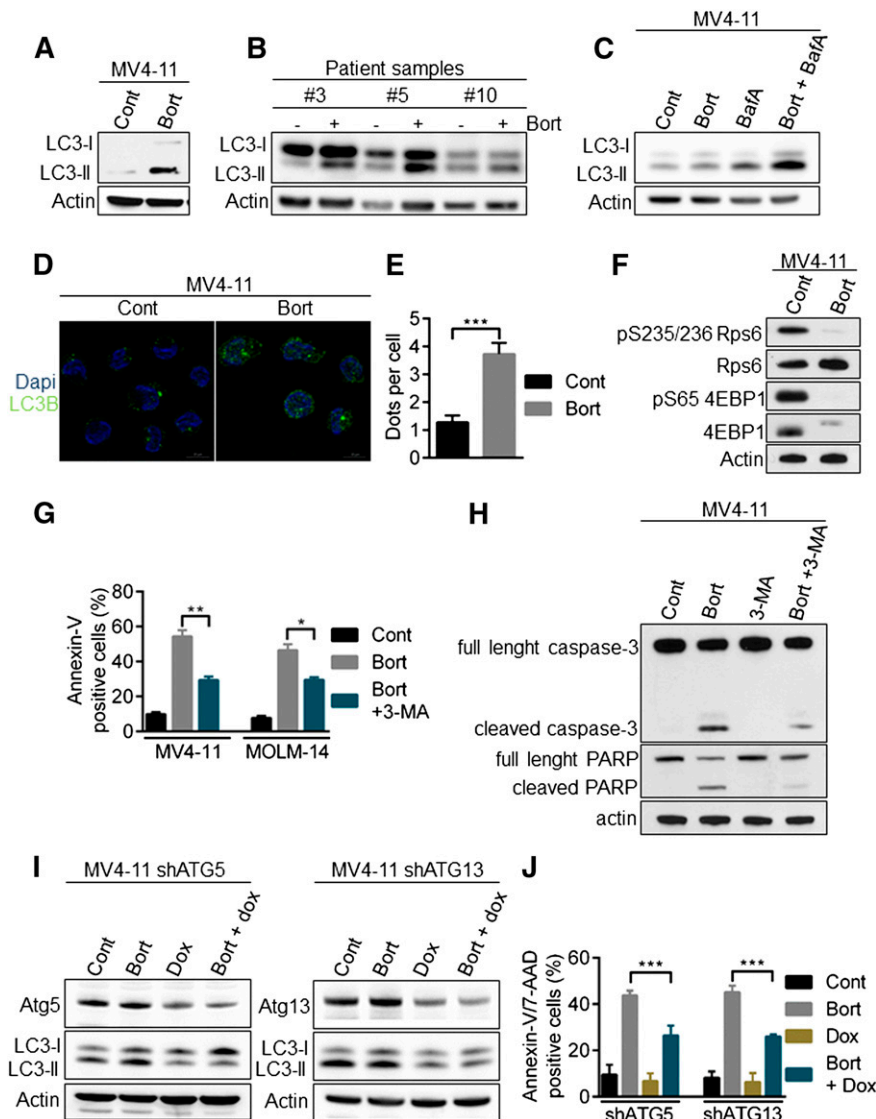 A
MV4-11
Cont Bort
LC3-I
LC3-II
Actin
B
Patient samples
#3 #5 #10
- + - + - + Bort
LC3-I
LC3-II
Actin
C
MV4-11
Cont Bort BafA Bort + BafA
LC3-I
LC3-II
Actin
D
MV4-11
Cont Bort
Dapi
LC3B
E
***
Dots per cell
5
4
3
2
1
0
Cont
Bort
F
MV4-11
Cont Bort
pS235/236 Rps6
Rps6
pS65 4EBP1
4EBP1
Actin
G
Annexin-V
positive cells (%)
80
60
40
20
0
** *
MV4-11 MOLM-14
Cont
Bort
Bort
+3-MA
H
MV4-11
Cont Bort 3-MA Bort +3-MA
full lenght caspase-3
cleaved caspase-3
full lenght PARP
cleaved PARP
actin
I
MV4-11 shATG5
Cont Bort Dox Bort + dox
Atg5
LC3-I
LC3-II
Actin
MV4-11 shATG13
Cont Bort Dox Bort + dox
Atg13
LC3-I
LC3-II
Actin
J
Annexin-V/7-AAD
positive cells (%)
60
40
20
0
*** ***
shATG5 shATG13
Cont
Bort
Dox
Bort
+ Dox